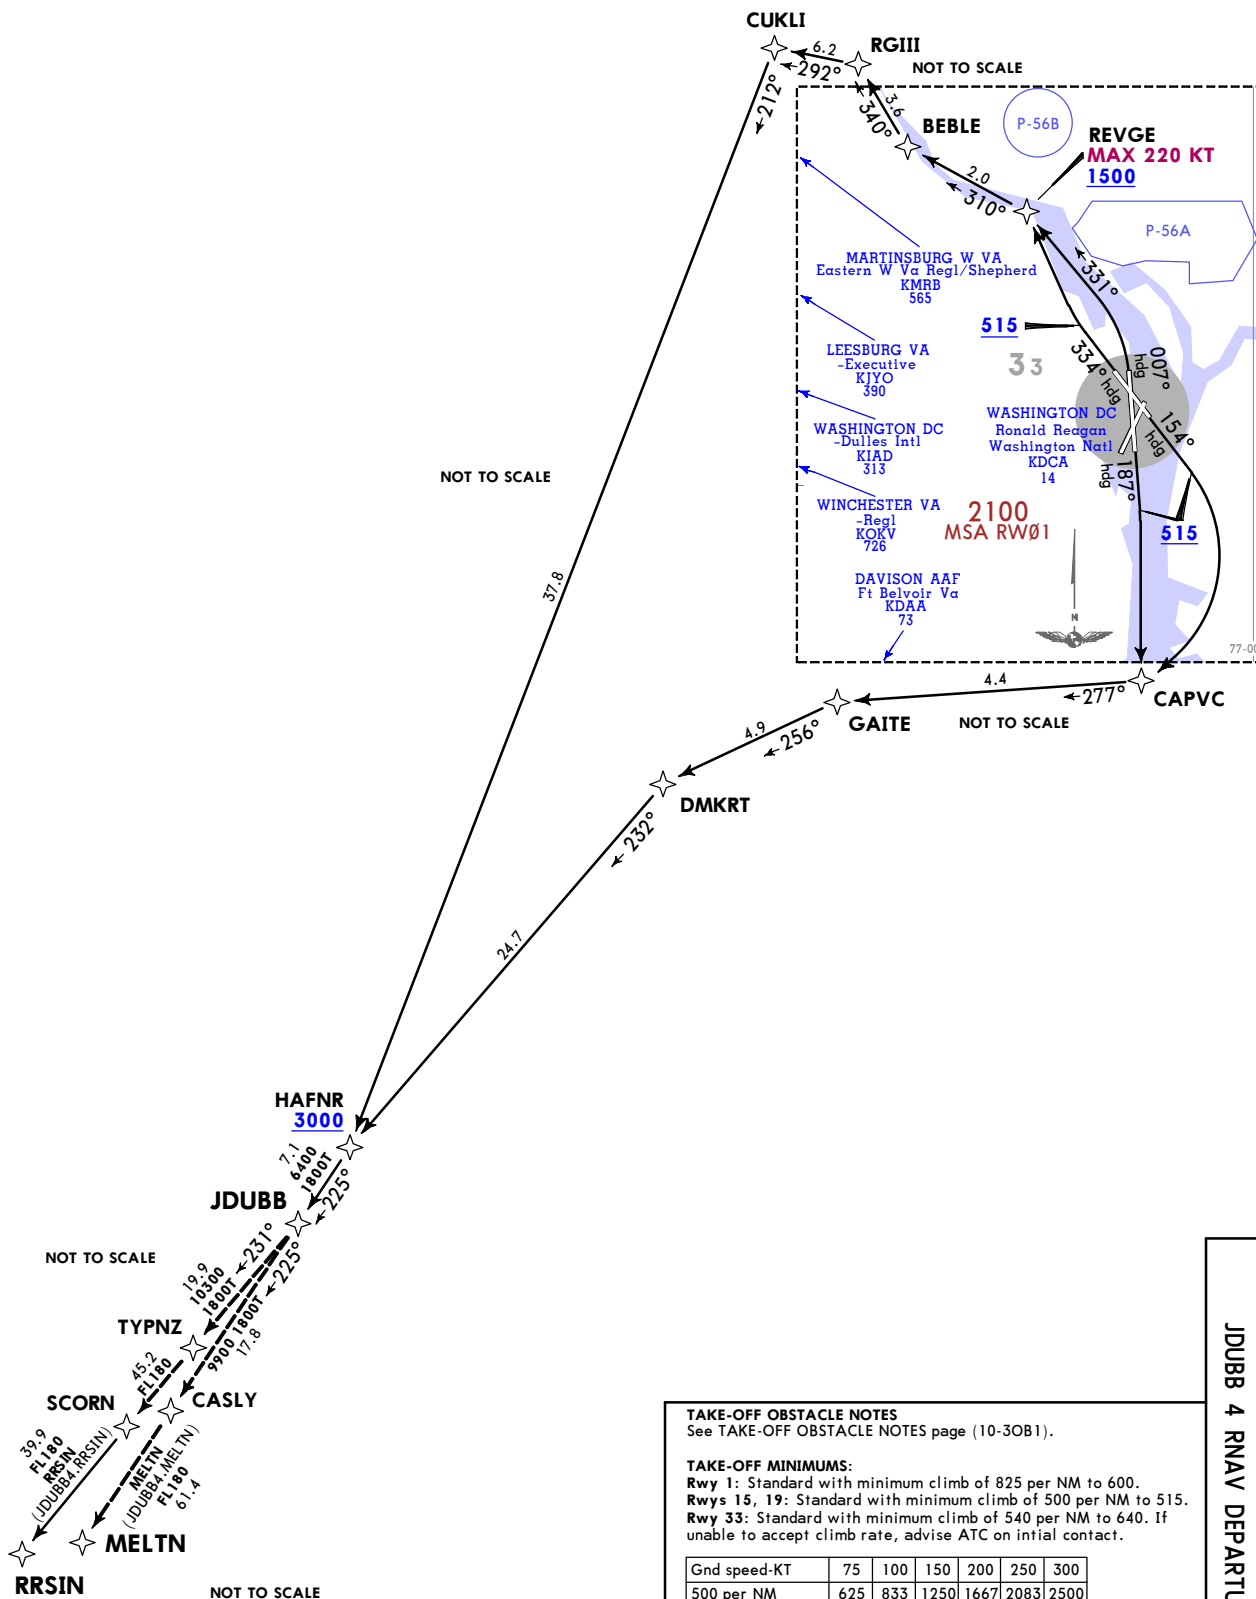 CUKLI
6.2
292°
RGIII
NOT TO SCALE
212°
3.6
340°
BEBLE
P-56B
REVGE
MAX 220 KT
1500
2.0
310°
P-56A
331°
MARTINSBURG W VA
Eastern W Va Regl/Shepherd
KMRB
565
515
33
334° hdg
007°
hdg
LEESBURG VA
-Executive
KJYO
390
WASHINGTON DC
-Dulles Intl
KIAD
313
WASHINGTON DC
Ronald Reagan
Washington Natl
KDCA
14
154°
hdg
187°
hdg
NOT TO SCALE
WINCHESTER VA
-Regl
KOKV
726
2100
MSA RWØ1
515
37.8
DAVISON AAF
Ft Belvoir Va
KDAA
73
N
77-00
4.4
277°
CAPVC
GAITE
NOT TO SCALE
4.9
256°
DMKRT
232°
24.7
HAFNR
3000
7.1
6400
1800T
225°
JDUBB
NOT TO SCALE
231°
19.9
10300
1800T
225°
9900 1800T
17.8
TYPNZ
45.2
FL180
CASLY
SCORN
39.9
FL180
RRSIN
(JDUBB4.RRSIN)
MELTN
(JDUBB4.MELTN)
FL180
61.4
MELTN
RRSIN
NOT TO SCALE
JDUBB 4 RNAV DEPARTU
TAKE-OFF OBSTACLE NOTES
See TAKE-OFF OBSTACLE NOTES page (10-3OB1).
TAKE-OFF MINIMUMS:
Rwy 1: Standard with minimum climb of 825 per NM to 600.
Rwys 15, 19: Standard with minimum climb of 500 per NM to 515.
Rwy 33: Standard with minimum climb of 540 per NM to 640. If
unable to accept climb rate, advise ATC on intial contact.
Gnd speed-KT 75 100 150 200 250 300
500 per NM 625 833 1250 1667 2083 2500